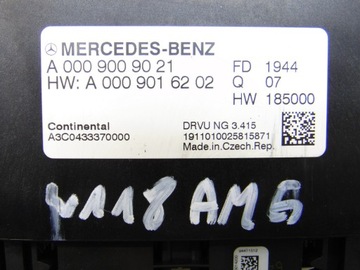 MERCEDES-BENZ
A 000 900 90 21 FD 1944
HW: A 000 901 62 02 Q 07
HW 185000
Continental DRVU NG 3.415
A3C0433370000 1911010025815871
Made in Czech.Rep.
W118 AMG